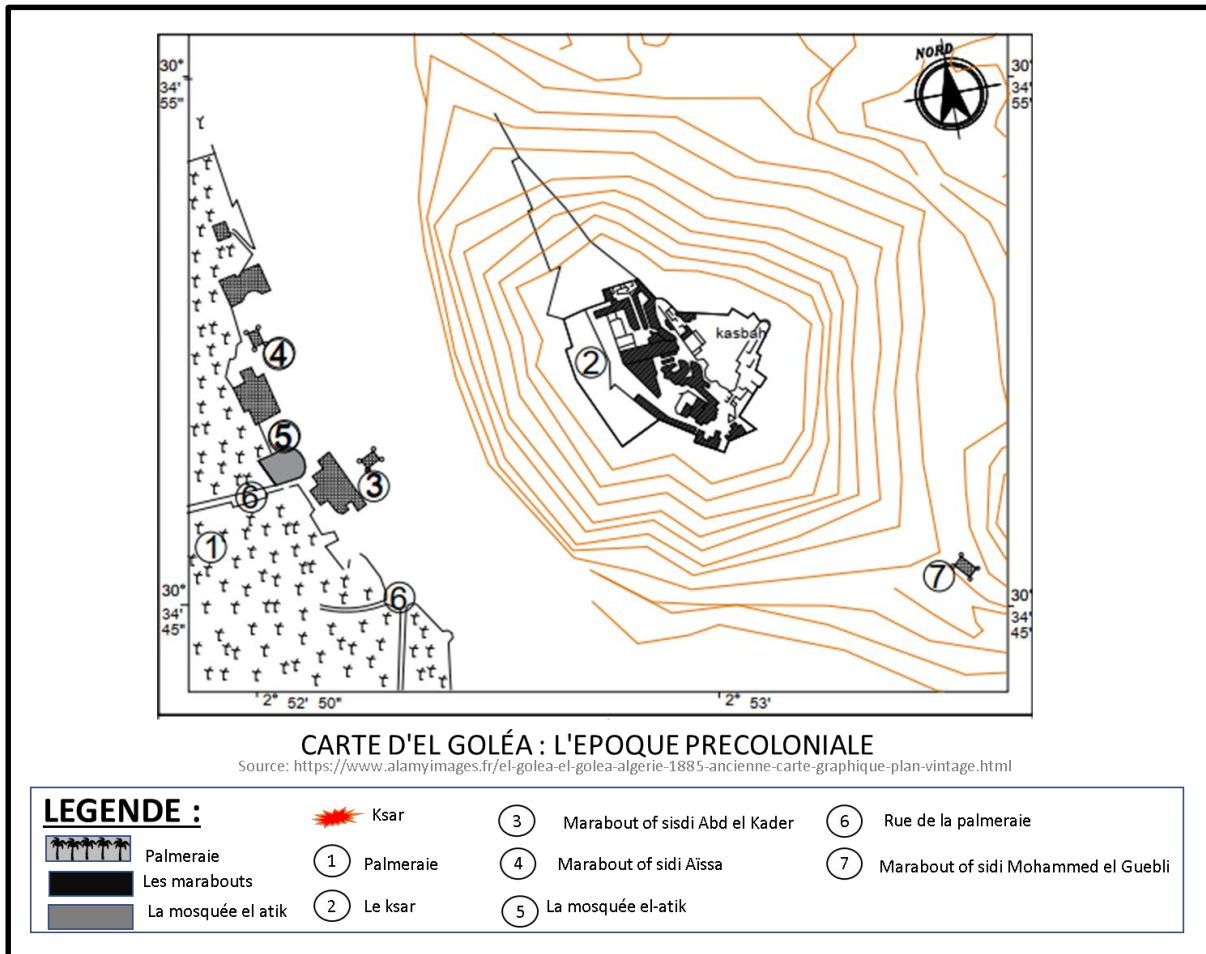 NORD
30°
34'
55"
30°
34'
55"
kasbah
2
4
5
3
6
1
7
6
30°
34'
45"
30°
34'
45"
2° 52' 50"
2° 53'
CARTE D'EL GOLÉA : L'EPOQUE PRECOLONIALE
Source: https://www.alamyimages.fr/el-golea-el-golea-algerie-1885-ancienne-carte-graphique-plan-vintage.html
LEGENDE :
Palmeraie
Les marabouts
La mosquée el atik
Ksar
1 Palmeraie
2 Le ksar
3 Marabout of sisdi Abd el Kader
4 Marabout of sidi Aïssa
5 La mosquée el-atik
6 Rue de la palmeraie
7 Marabout of sidi Mohammed el Guebli